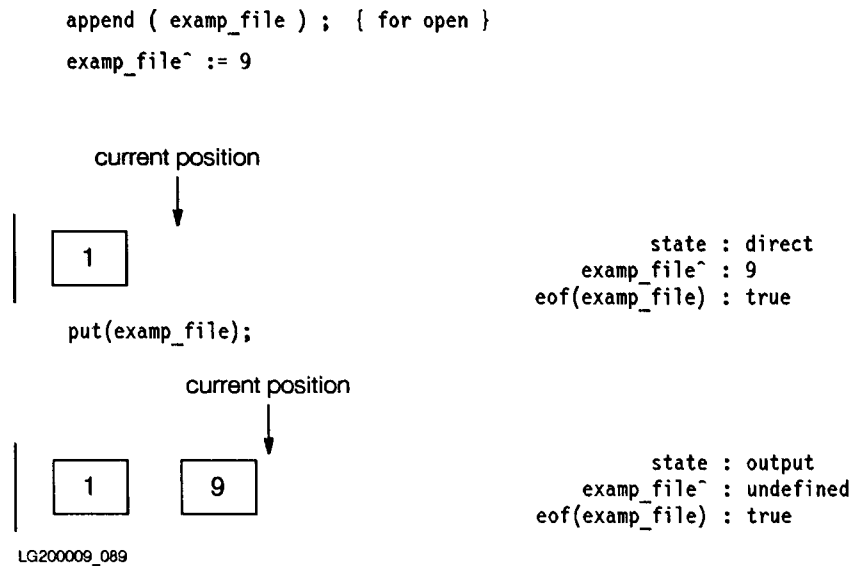 append ( examp_file ) ; { for open }
examp_file^ := 9
current position
1
state : direct
examp_file^ : 9
eof(examp_file) : true
put(examp_file);
current position
1 9
state : output
examp_file^ : undefined
eof(examp_file) : true
LG200009_089